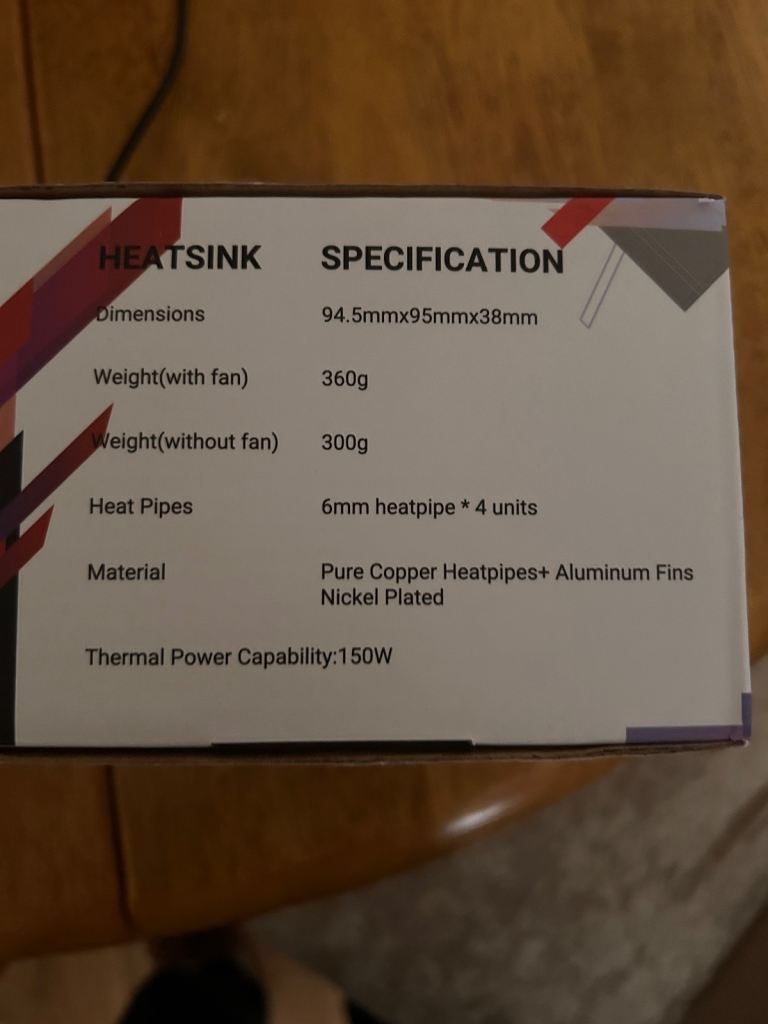 HEATSINK SPECIFICATION
Dimensions 94.5mmx95mmx38mm
Weight(with fan) 360g
Weight(without fan) 300g
Heat Pipes 6mm heatpipe * 4 units
Material Pure Copper Heatpipes+ Aluminum Fins
Nickel Plated
Thermal Power Capability:150W